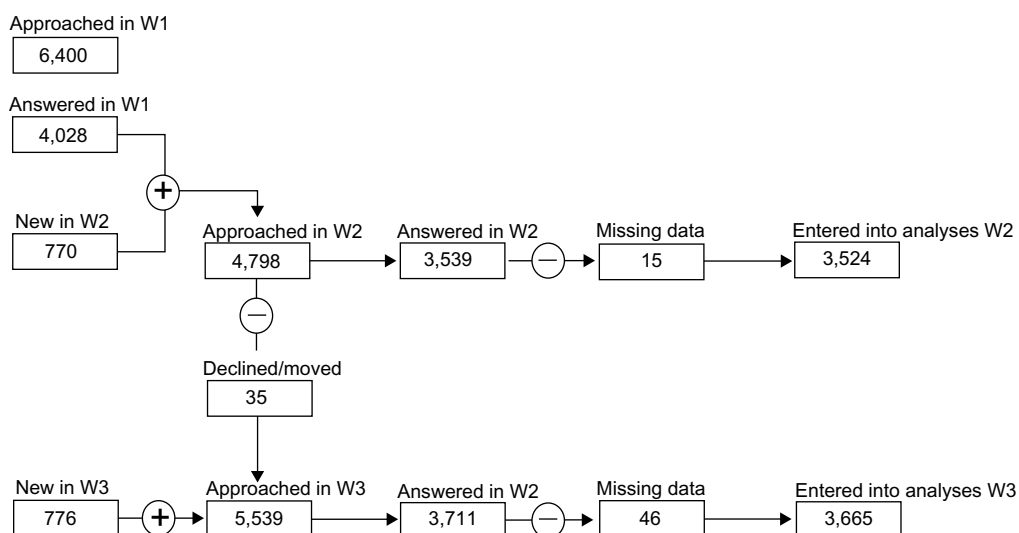 Approached in W1
6,400
Answered in W1
4,028
New in W2
770
Approached in W2
4,798
Answered in W2
3,539
Missing data
15
Entered into analyses W2
3,524
Declined/moved
35
New in W3
776
Approached in W3
5,539
Answered in W2
3,711
Missing data
46
Entered into analyses W3
3,665